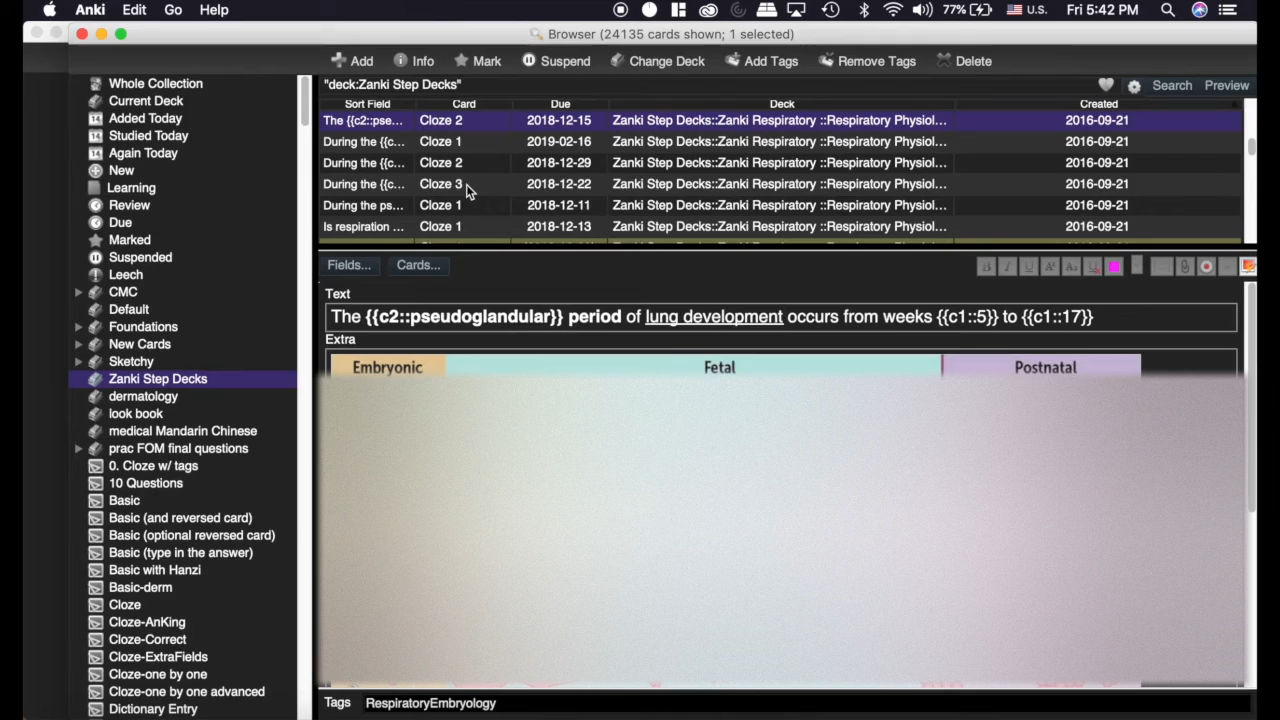 Anki Edit Go Help 77% U.S. Fri 5:42 PM
Browser (24135 cards shown; 1 selected)
Add Info Mark Suspend Change Deck Add Tags Remove Tags Delete
"deck:Zanki Step Decks" Search Preview
Sort Field Card Due Deck Created
The {{c2::pse... Cloze 2 2018-12-15 Zanki Step Decks::Zanki Respiratory ::Respiratory Physiol... 2016-09-21
During the {{c... Cloze 1 2019-02-16 Zanki Step Decks::Zanki Respiratory ::Respiratory Physiol... 2016-09-21
During the {{c... Cloze 2 2018-12-29 Zanki Step Decks::Zanki Respiratory ::Respiratory Physiol... 2016-09-21
During the {{c... Cloze 3 2018-12-22 Zanki Step Decks::Zanki Respiratory ::Respiratory Physiol... 2016-09-21
During the ps... Cloze 1 2018-12-11 Zanki Step Decks::Zanki Respiratory ::Respiratory Physiol... 2016-09-21
Is respiration ... Cloze 1 2018-12-13 Zanki Step Decks::Zanki Respiratory ::Respiratory Physiol... 2016-09-21
Whole Collection
Current Deck
14 Added Today
14 Studied Today
14 Again Today
New
Learning
Review
Due
Marked
Suspended
Leech
CMC
Default
Foundations
New Cards
Sketchy
Zanki Step Decks
dermatology
look book
medical Mandarin Chinese
prac FOM final questions
0. Cloze w/ tags
10 Questions
Basic
Basic (and reversed card)
Basic (optional reversed card)
Basic (type in the answer)
Basic with Hanzi
Basic-derm
Cloze
Cloze-AnKing
Cloze-Correct
Cloze-ExtraFields
Cloze-one by one
Cloze-one by one advanced
Dictionary Entry
Fields... Cards...
Text
The {{c2::pseudoglandular}} period of lung development occurs from weeks {{c1::5}} to {{c1::17}}
Extra
Embryonic Fetal Postnatal
Tags RespiratoryEmbryology